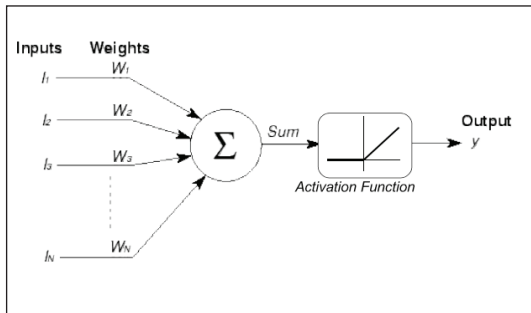 Inputs Weights
I1 W1
I2 W2
I3 W3
IN WN
Σ
Sum
Activation Function
Output
y